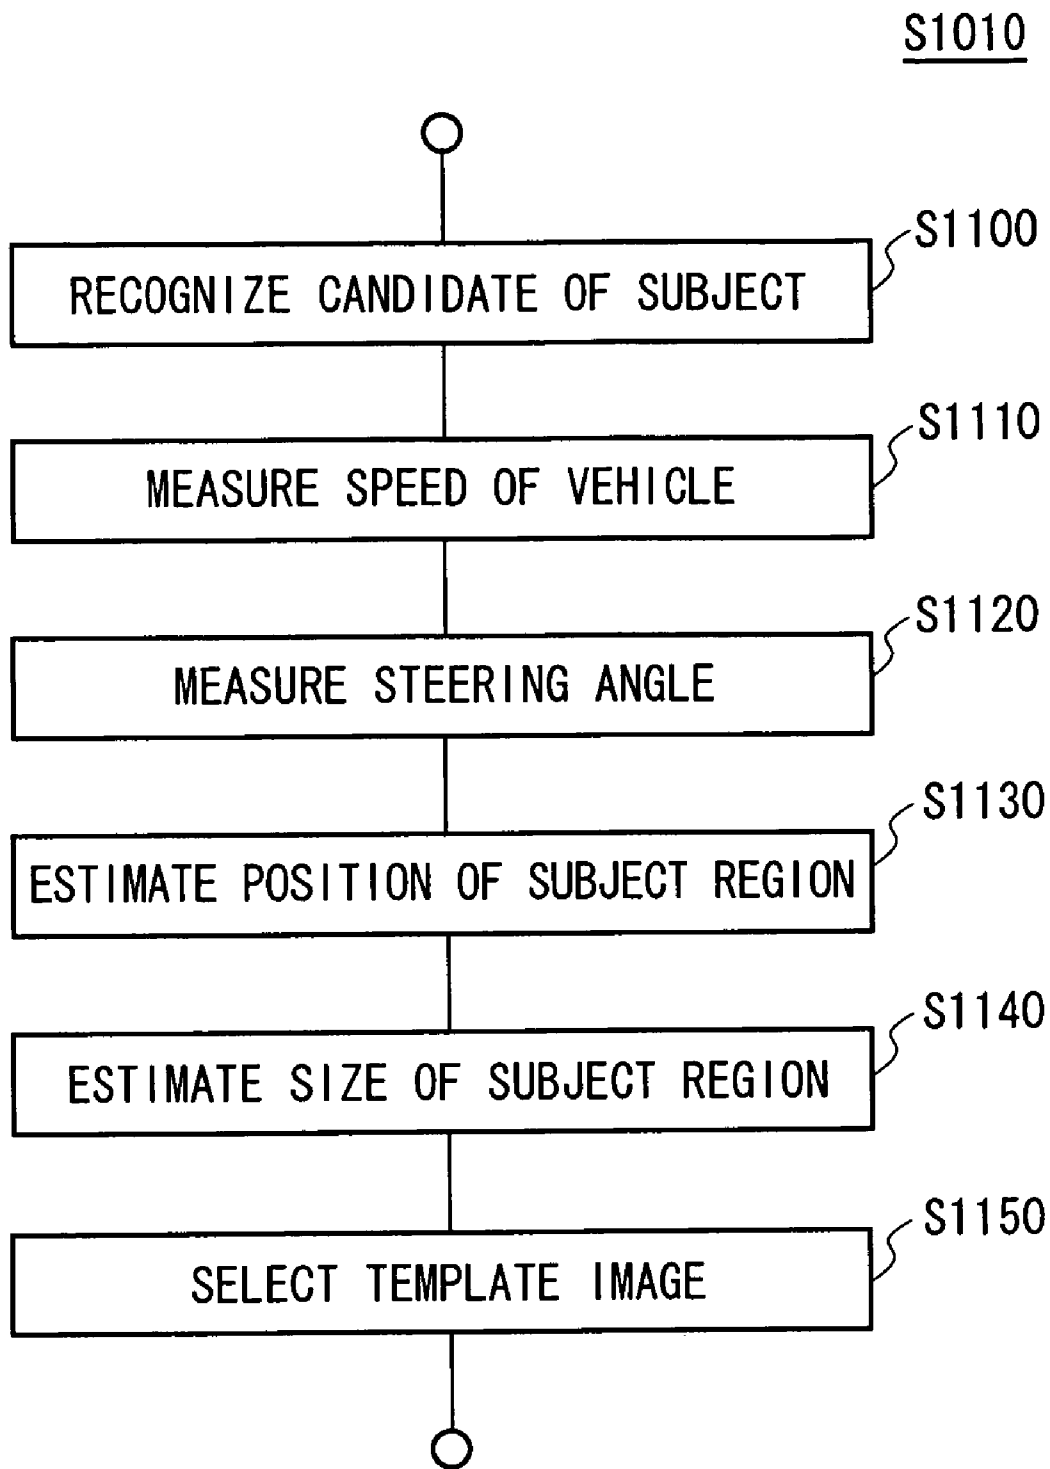 S1010
S1100
RECOGNIZE CANDIDATE OF SUBJECT
S1110
MEASURE SPEED OF VEHICLE
S1120
MEASURE STEERING ANGLE
S1130
ESTIMATE POSITION OF SUBJECT REGION
S1140
ESTIMATE SIZE OF SUBJECT REGION
S1150
SELECT TEMPLATE IMAGE